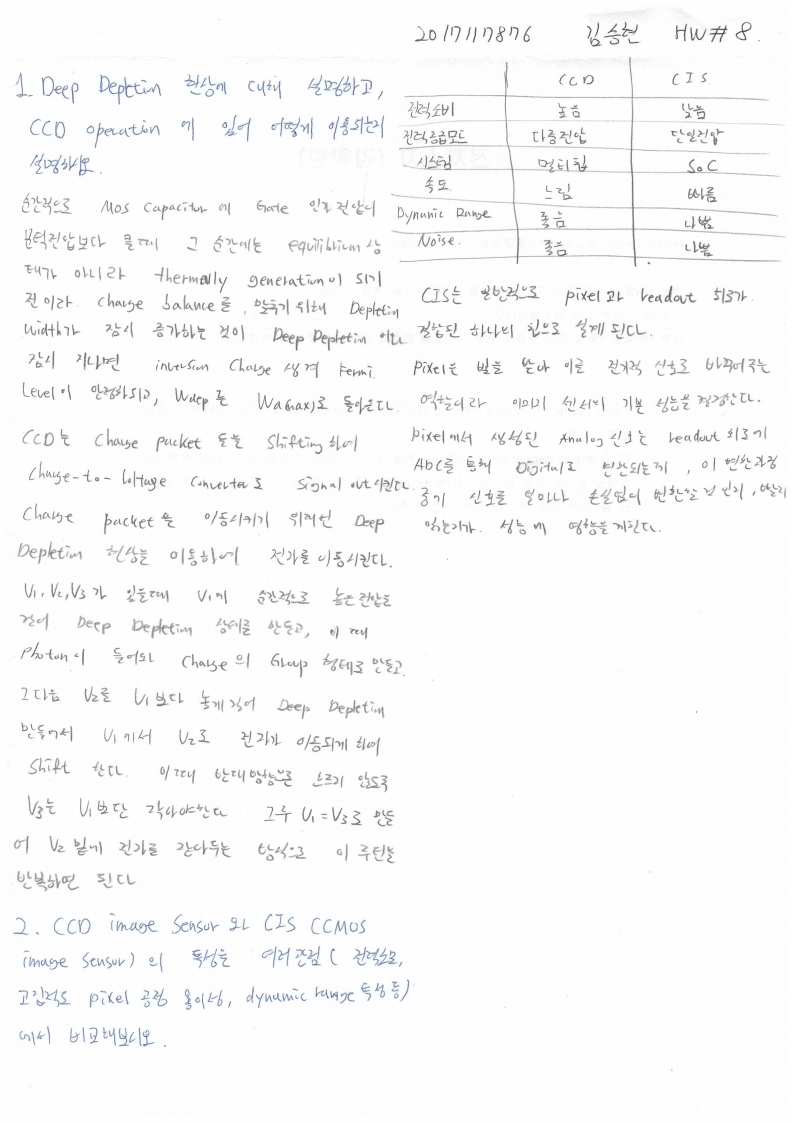 2017117876 김승현 HW# 8.
1. Deep Depletion 현상에 대해 설명하고,
CCD operation 에 있어 어떻게 이용되는지
설명하시오.
순간적으로 MOS Capacitor 에 Gate 인가전압이
문턱전압보다 클때 그 순간에는 equilibrium 상
태가 아니라 thermally generation이 되기
전이라. Charge balance를, 맞추기 위해 Depletion
width가 잠시 증가하는 것이 Deep Depletion 이다
잠시 지나면 inversion Charge 생겨 Fermi
Level이 안정화되고, Wdep는 Wd(max)로 돌아온다.
CCD는 Charge packet 들을 Shifting 하여
Charge-to-Voltage Converter로 Signal out시킨다.
Charge packet을 이동시키기 위해선 Deep
Depletion 현상을 이용하여 전자를 이동시킨다.
V1, V2, V3 가 있을때 V1에 순간적으로 높은전압을
걸어 Deep Depletion 상태를 만들고, 이 때
Photon이 들어와 Charge의 Group 형태로 만들고
그다음 V2를 V1보다 높게 걸어 Deep Depletion
만들어서 V1에서 V2로 전자가 이동되게 하여
Shift 한다. 이때 반대방향으로 흐르기 않도록
V3는 V1보단 작아야한다. 그후 V1=V3로 만들
어 V2 밑에 전자를 갇다두는 방식으로 이 루틴을
반복하면 된다
2. CCD image Sensor 와 CIS CCMOS
image Sensor) 의 특성을 여러관점 ( 전력소모,
고집적도 pixel 공정 용이성, dynamic range 특성 등)
에서 비교해보시오.
CCD CIS
전력소비 높음 낮음
전력공급모드 다중전압 단일전압
시스템 멀티칩 SoC
속도. 느림 빠름
Dynamic Range 좋음 나쁨
Noise. 좋음 나쁨
CIS는 일반적으로 pixel 과 readout 회로가.
집합된 하나의 칩으로 설계 된다.
Pixel은 빛을 받아 이를 전기적 신호로 바꾸어주는
역할이라 이미지 센서의 기본 성능을 결정한다.
Pixel에서 생성된 Analog 신호는 readout 회로에
ADC를 통해 Digital로 변환되는데, 이 변환과정
중에 신호를 얼마나 손실없이 변환할 것인지, 빨리
읽는지가. 성능에 영향을 끼친다.